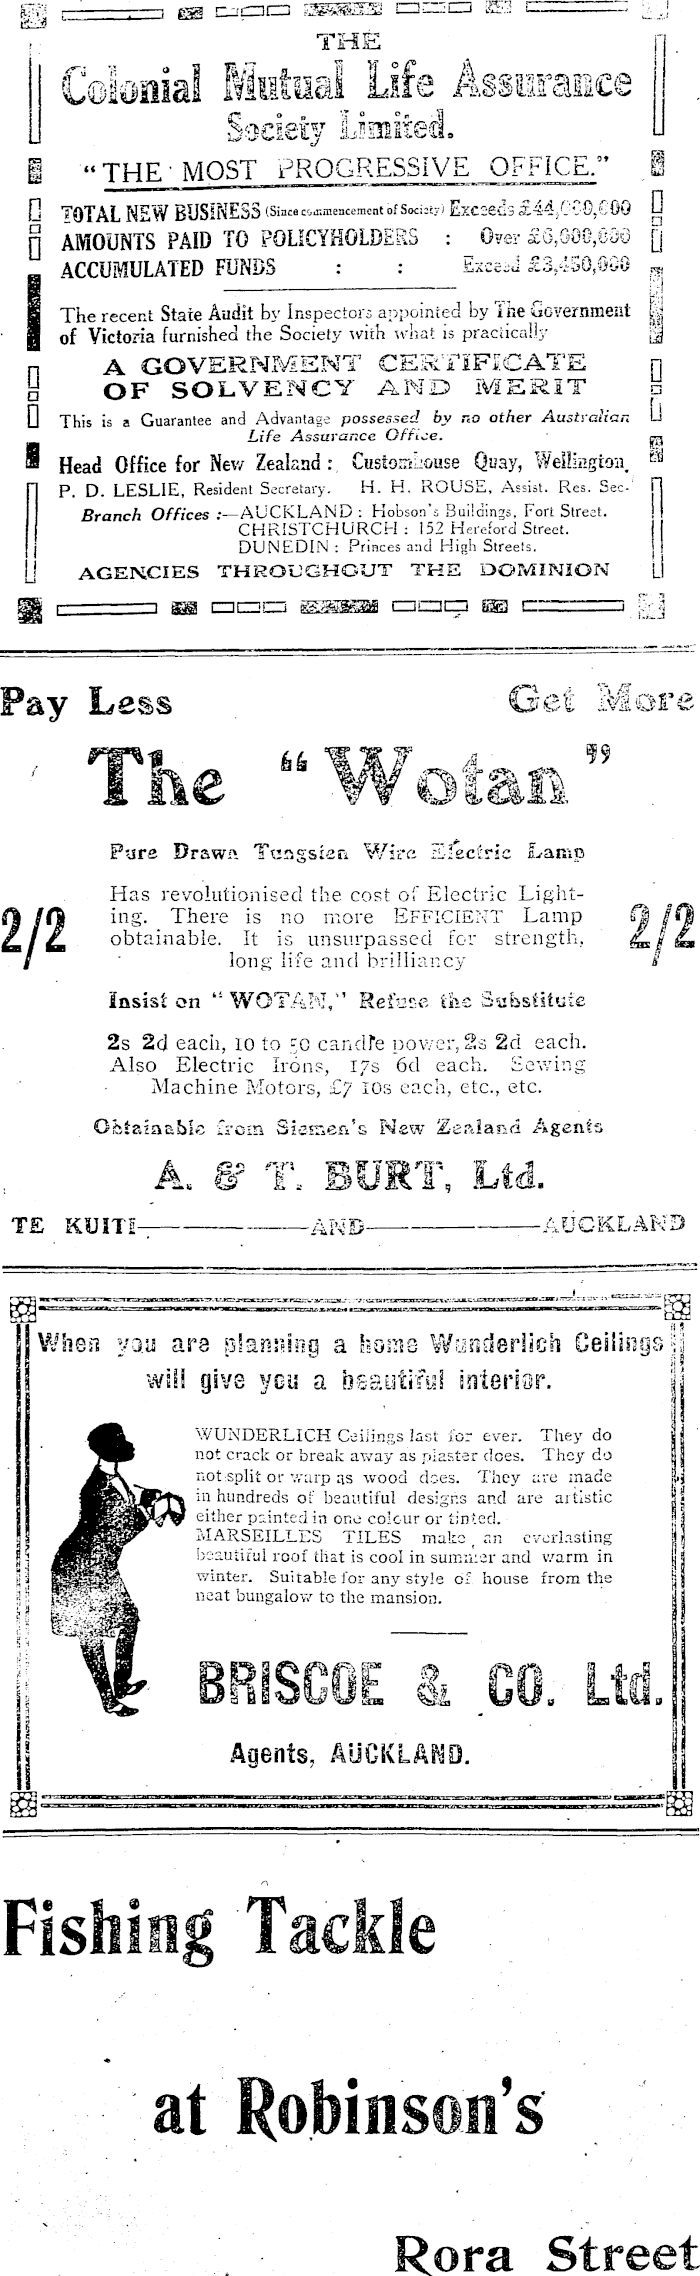 THE
Colonial Mutual Life Assurance
Society Limited.
"THE MOST PROGRESSIVE OFFICE."
TOTAL NEW BUSINESS (Since commencement of Society) Exceeds £44,000,000
AMOUNTS PAID TO POLICYHOLDERS : Over £6,000,000
ACCUMULATED FUNDS : : Exceed £3,450,000
The recent State Audit by Inspectors appointed by The Government
of Victoria furnished the Society with what is practically
A GOVERNMENT CERTIFICATE
OF SOLVENCY AND MERIT
This is a Guarantee and Advantage possessed by no other Australian
Life Assurance Office.
Head Office for New Zealand: Customhouse Quay, Wellington.
P. D. LESLIE, Resident Secretary. H. H. ROUSE, Assist. Res. Sec.
Branch Offices :—AUCKLAND: Hobson's Buildings, Fort Street.
CHRISTCHURCH: 152 Hereford Street.
DUNEDIN: Princes and High Streets.
AGENCIES THROUGHOUT THE DOMINION
Pay Less Get More
The "Wotan"
Pure Drawn Tungsten Wire Electric Lamp
2/2
Has revolutionised the cost of Electric Light-
ing. There is no more EFFICIENT Lamp
obtainable. It is unsurpassed for strength,
long life and brilliancy
2/2
Insist on "WOTAN," Refuse the Substitute
2s 2d each, 10 to 50 candle power, 2s 2d each.
Also Electric Irons, 17s 6d each. Sewing
Machine Motors, £7 10s each, etc., etc.
Obtainable from Siemen's New Zealand Agents
A. & T. BURT, Ltd.
TE KUITI——AND——AUCKLAND
When you are planning a home Wunderlich Ceilings
will give you a beautiful interior.
WUNDERLICH Ceilings last for ever. They do
not crack or break away as plaster does. They do
not split or warp as wood does. They are made
in hundreds of beautiful designs and are artistic
either painted in one colour or tinted.
MARSEILLES TILES make an everlasting
beautiful roof that is cool in summer and warm in
winter. Suitable for any style of house from the
neat bungalow to the mansion.
BRISCOE & CO. Ltd.
Agents, AUCKLAND.
Fishing Tackle
at Robinson's
Rora Street